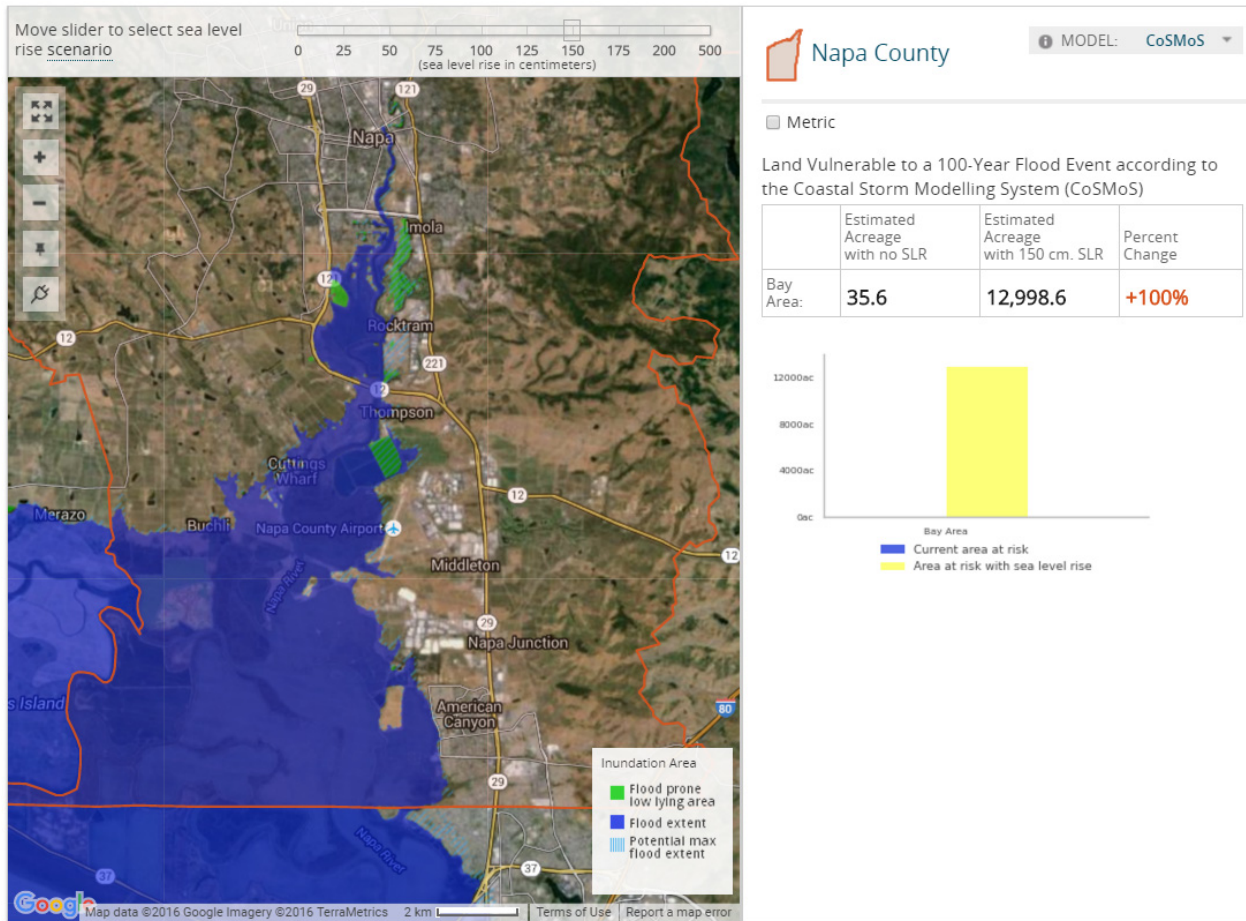 Move slider to select sea level
rise scenario
0 25 50 75 100 125 150 175 200 500
(sea level rise in centimeters)
Napa County
MODEL: CoSMoS
Metric
Land Vulnerable to a 100-Year Flood Event according to
the Coastal Storm Modelling System (CoSMoS)
Estimated Acreage with no SLR
Estimated Acreage with 150 cm. SLR
Percent Change
Bay Area: 35.6 12,998.6 +100%
12000ac
8000ac
4000ac
0ac
Bay Area
Current area at risk
Area at risk with sea level rise
29
121
Napa
Imola
121
Rocktram
12
221
12
Thompson
Cuttings
Wharf
12
Merazo
Buchli
Napa County Airport
12
Middleton
Napa River
29
Napa Junction
s Island
American
Canyon
80
29
Napa River
37
37
Inundation Area
Flood prone
low lying area
Flood extent
Potential max
flood extent
Google
Map data ©2016 Google Imagery ©2016 TerraMetrics 2 km Terms of Use Report a map error